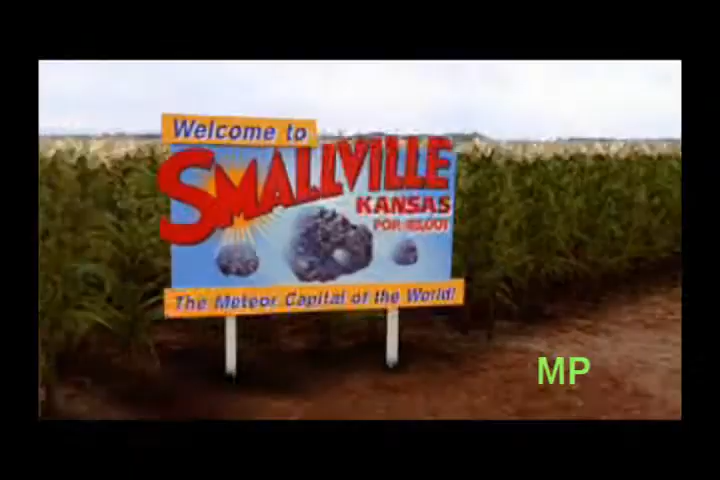 Welcome to
SMALLVILLE
KANSAS
The Meteor Capital of the World!
MP